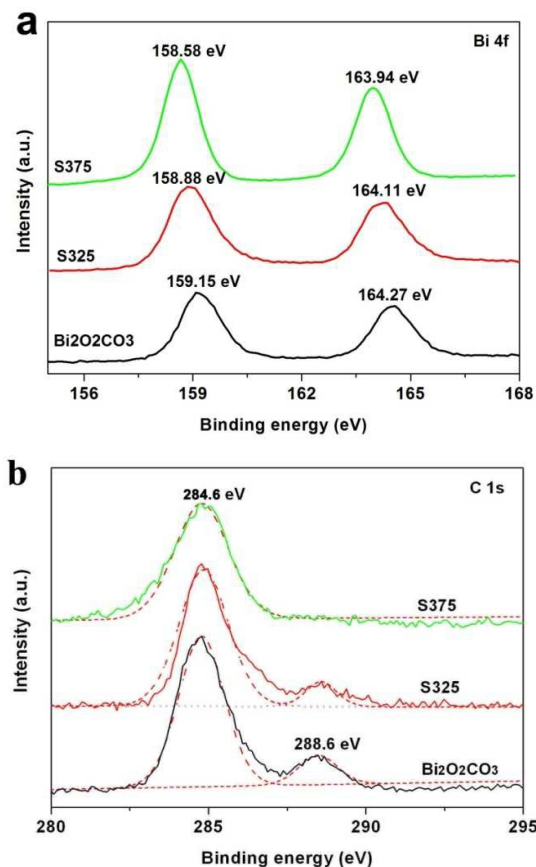 a
Bi 4f
158.58 eV
163.94 eV
S375
158.88 eV
164.11 eV
S325
159.15 eV
164.27 eV
Bi2O2CO3
Intensity (a.u.)
156 159 162 165 168
Binding energy (eV)
b
C 1s
284.6 eV
S375
S325
288.6 eV
Bi₂O₂CO₃
Intensity (a.u.)
280 285 290 295
Binding energy (eV)